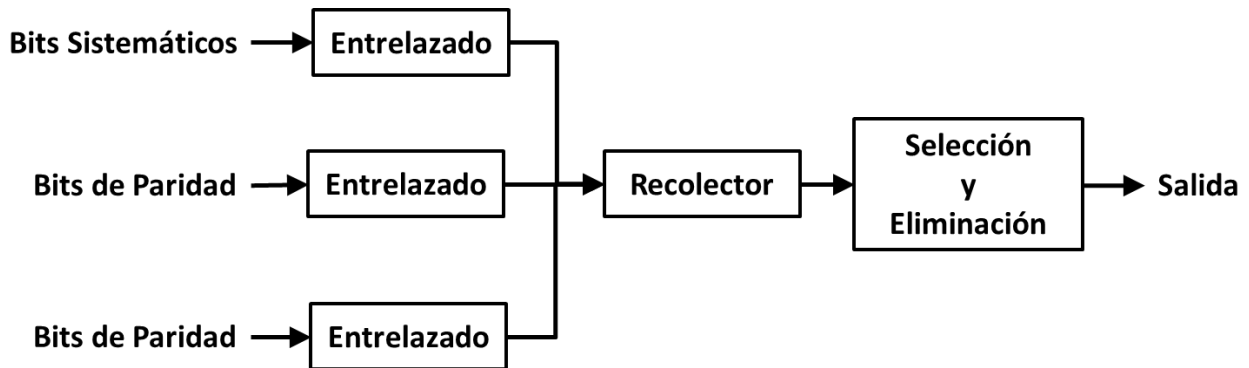 Bits Sistemáticos
Entrelazado
Bits de Paridad
Entrelazado
Recolector
Selección
y
Eliminación
Salida
Bits de Paridad
Entrelazado